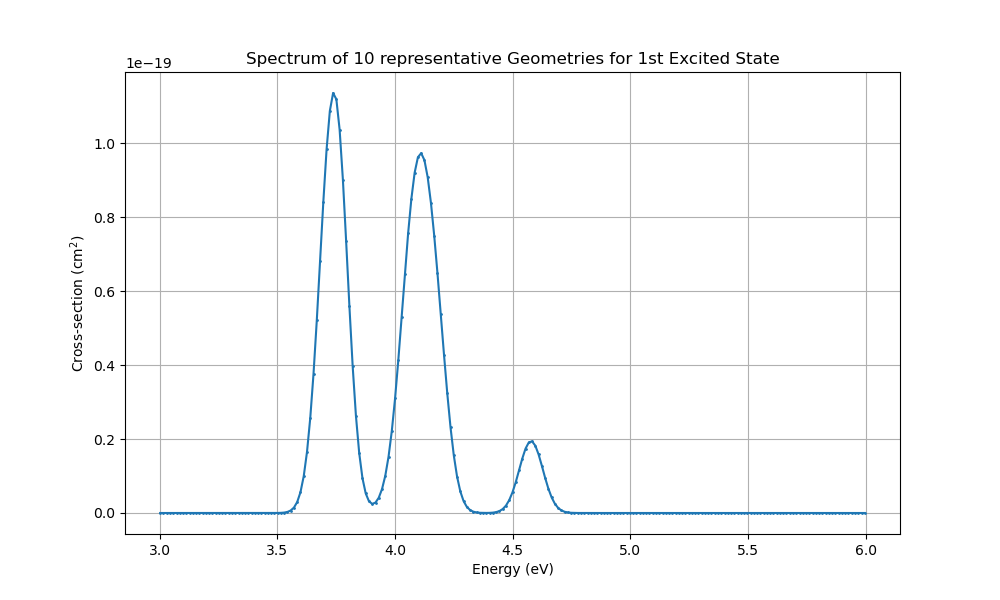 Spectrum of 10 representative Geometries for 1st Excited State
1e−19
Cross-section (cm²)
1.0
0.8
0.6
0.4
0.2
0.0
3.0 3.5 4.0 4.5 5.0 5.5 6.0
Energy (eV)